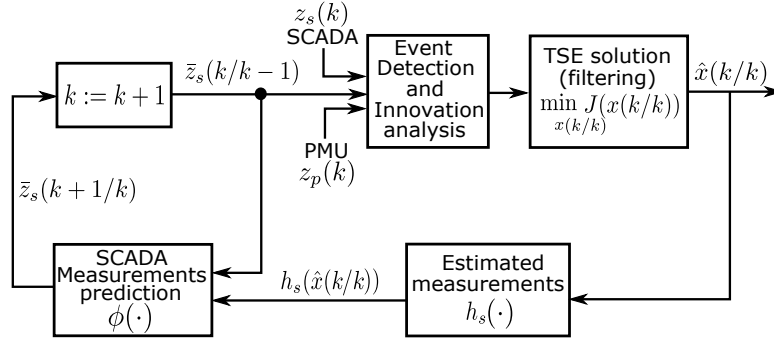 z_s(k)
SCADA
z̄_s(k/k − 1)
k := k + 1
Event
Detection
and
Innovation
analysis
TSE solution
(filtering)
min J(x(k/k))
x(k/k)
x̂(k/k)
PMU
z_p(k)
z̄_s(k + 1/k)
SCADA
Measurements
prediction
ϕ(·)
h_s(x̂(k/k))
Estimated
measurements
h_s(·)